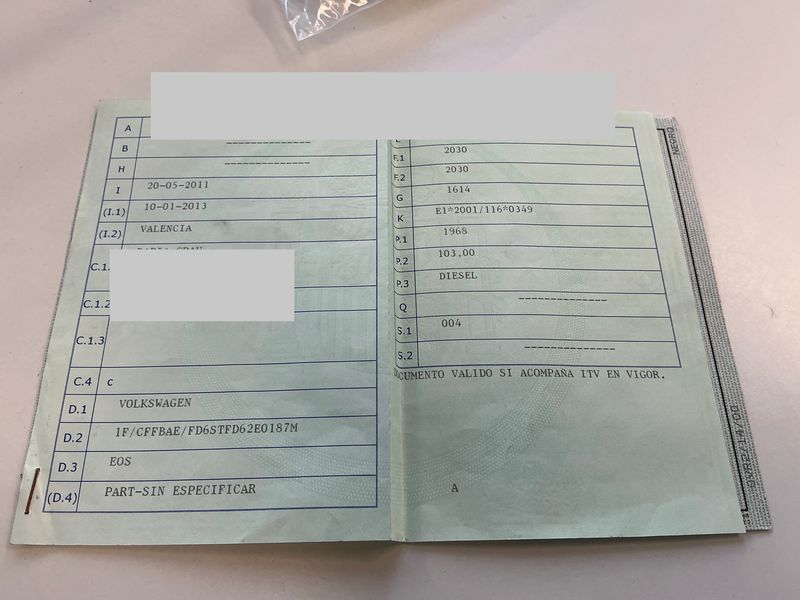 A
B --------------
H --------------
I 20-05-2011
(I.1) 10-01-2013
(I.2) VALENCIA
C.1.
C.1.2
C.1.3
C.4 c
D.1 VOLKSWAGEN
D.2 1F/CFFBAE/FD6STFD62E0187M
D.3 EOS
(D.4) PART-SIN ESPECIFICAR
F.1 2030
F.2 2030
G 1614
K E1*2001/116*0349
P.1 1968
P.2 103,00
P.3 DIESEL
Q --------------
S.1 004
S.2 --------------
DOCUMENTO VALIDO SI ACOMPAÑA ITV EN VIGOR.
A
NEGRO